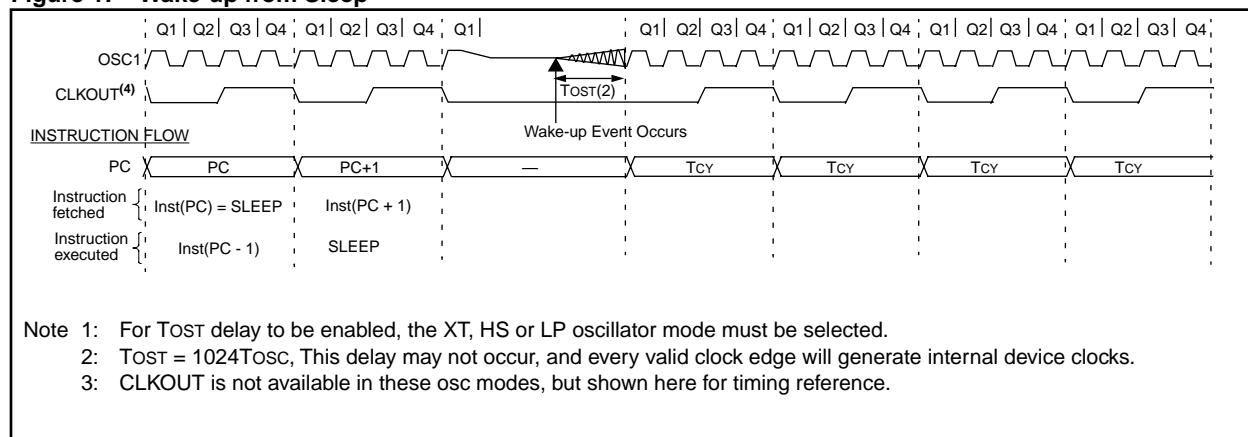 Figure 1. Wake-up from Sleep
Q1 Q2 Q3 Q4 Q1 Q2 Q3 Q4 Q1 Q1 Q2 Q3 Q4 Q1 Q2 Q3 Q4 Q1 Q2 Q3 Q4 Q1 Q2 Q3 Q4
OSC1
CLKOUT(4)
TOST(2)
Wake-up Event Occurs
INSTRUCTION FLOW
PC PC PC+1 — TCY TCY TCY TCY
Instruction
fetched
Inst(PC) = SLEEP Inst(PC + 1)
Instruction
executed
Inst(PC - 1) SLEEP
Note 1: For TOST delay to be enabled, the XT, HS or LP oscillator mode must be selected.
2: TOST = 1024TOSC, This delay may not occur, and every valid clock edge will generate internal device clocks.
3: CLKOUT is not available in these osc modes, but shown here for timing reference.